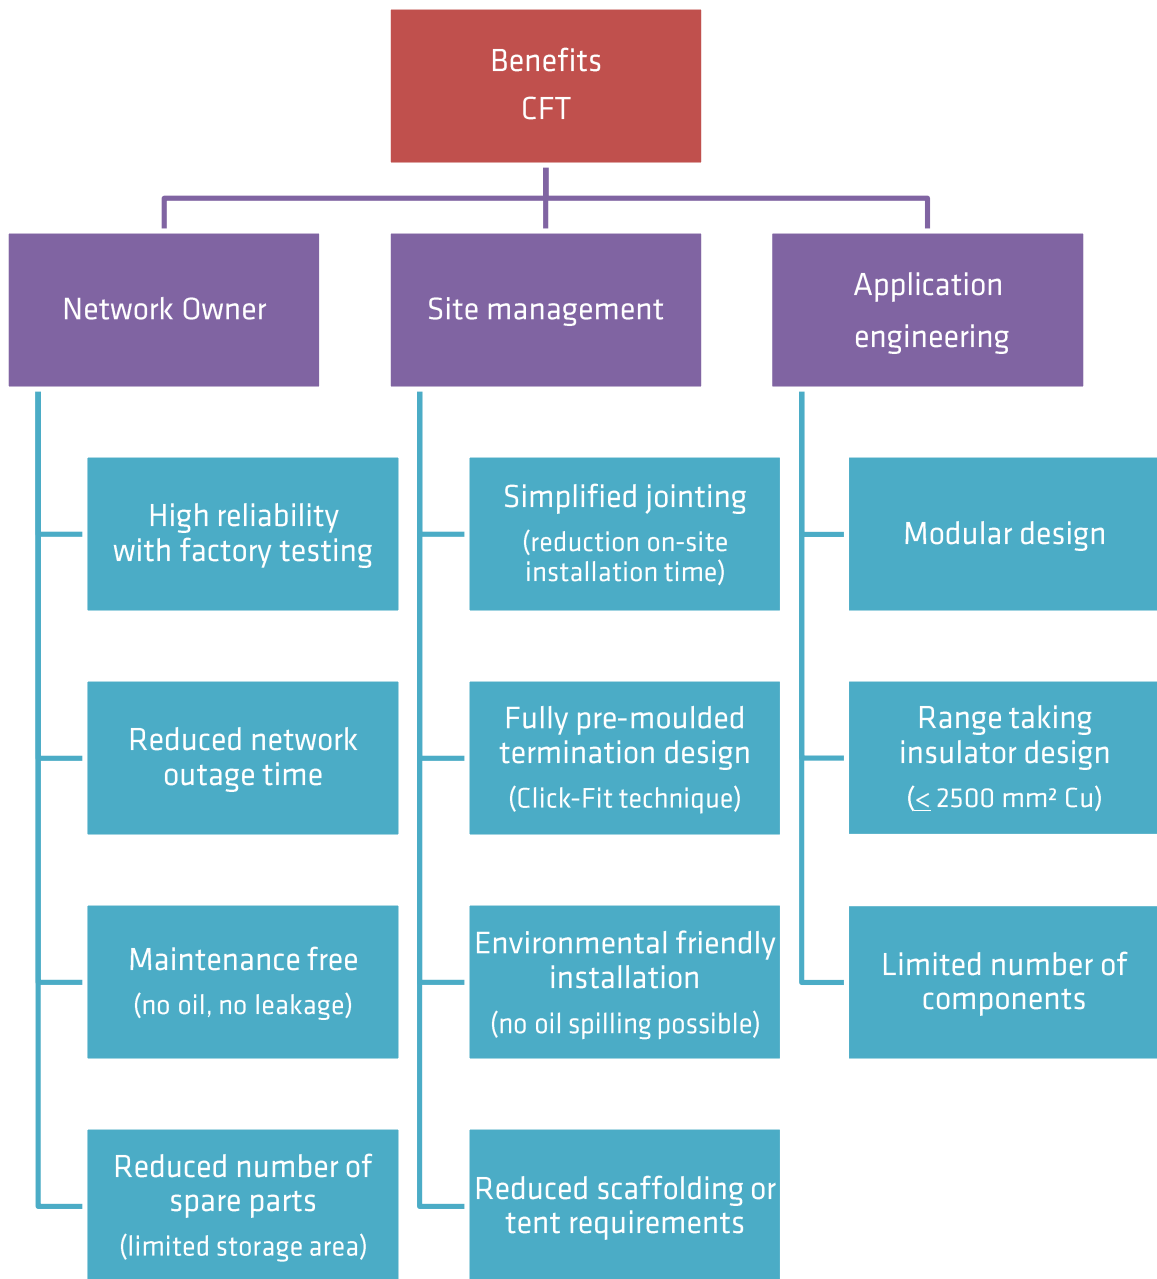 Benefits
CFT
Network Owner
Site management
Application
engineering
High reliability
with factory testing
Reduced network
outage time
Maintenance free
(no oil, no leakage)
Reduced number of
spare parts
(limited storage area)
Simplified jointing
(reduction on-site
installation time)
Fully pre-moulded
termination design
(Click-Fit technique)
Environmental friendly
installation
(no oil spilling possible)
Reduced scaffolding or
tent requirements
Modular design
Range taking
insulator design
(≤ 2500 mm² Cu)
Limited number of
components